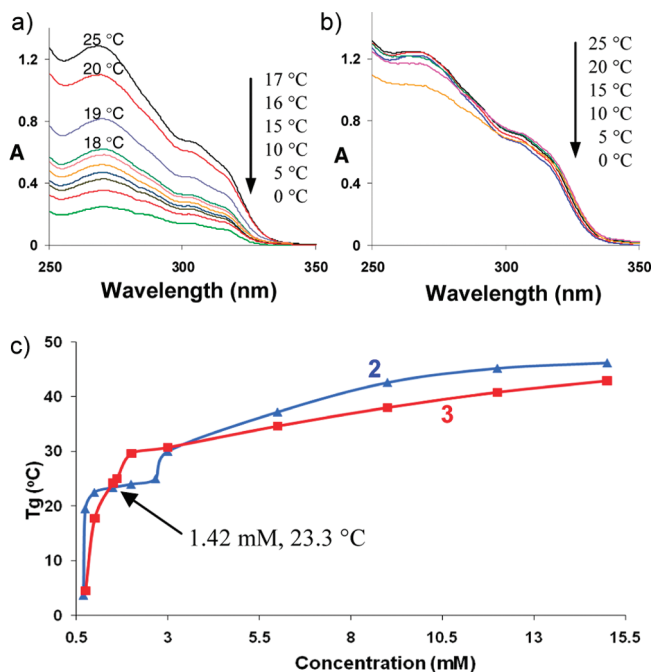 a)
1.2
0.8
A
0.4
0
250
300
350
Wavelength (nm)
25 °C
20 °C
19 °C
18 °C
17 °C
16 °C
15 °C
10 °C
5 °C
0 °C
b)
1.2
0.8
A
0.4
0
250
300
350
Wavelength (nm)
25 °C
20 °C
15 °C
10 °C
5 °C
0 °C
c)
50
40
30
20
10
0
Tg (°C)
2
3
1.42 mM, 23.3 °C
0.5
3
5.5
8
10.5
13
15.5
Concentration (mM)